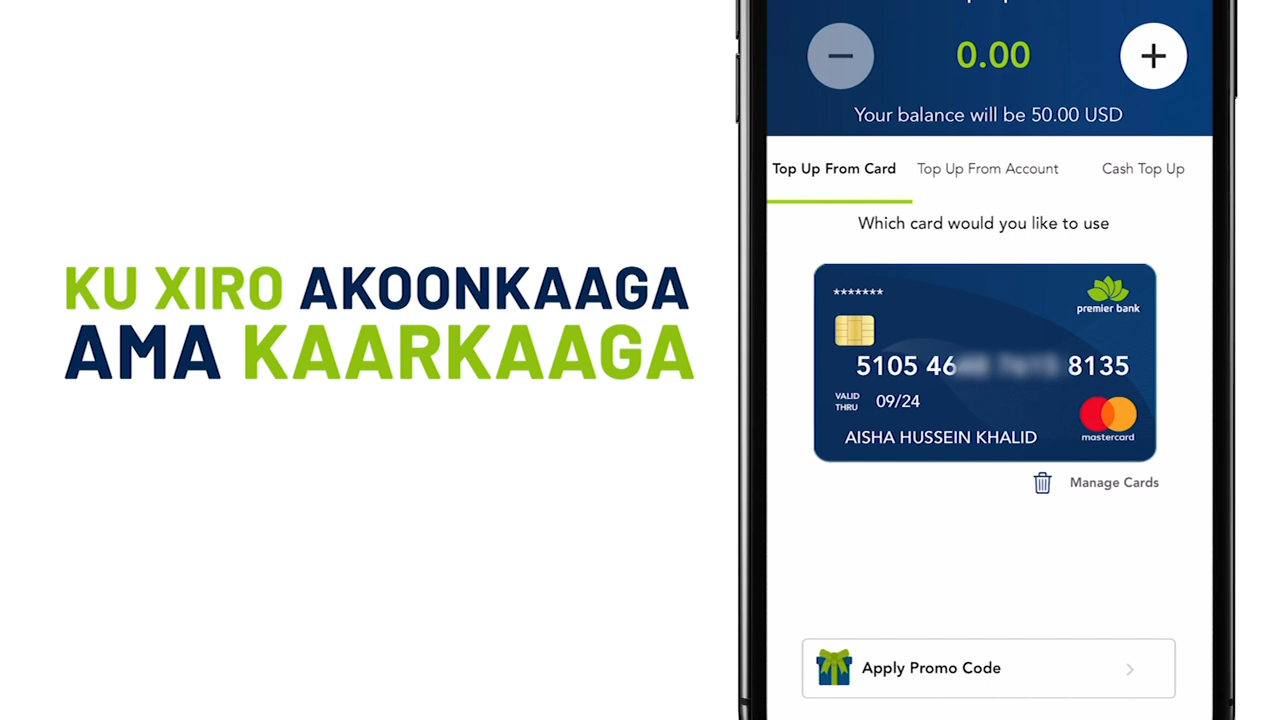 KU XIRO AKOONKAAGA
AMA KAARKAAGA
0.00
Your balance will be 50.00 USD
Top Up From Card
Top Up From Account
Cash Top Up
Which card would you like to use
*******
premier bank
5105 46 8135
VALID THRU 09/24
AISHA HUSSEIN KHALID
mastercard
Manage Cards
Apply Promo Code